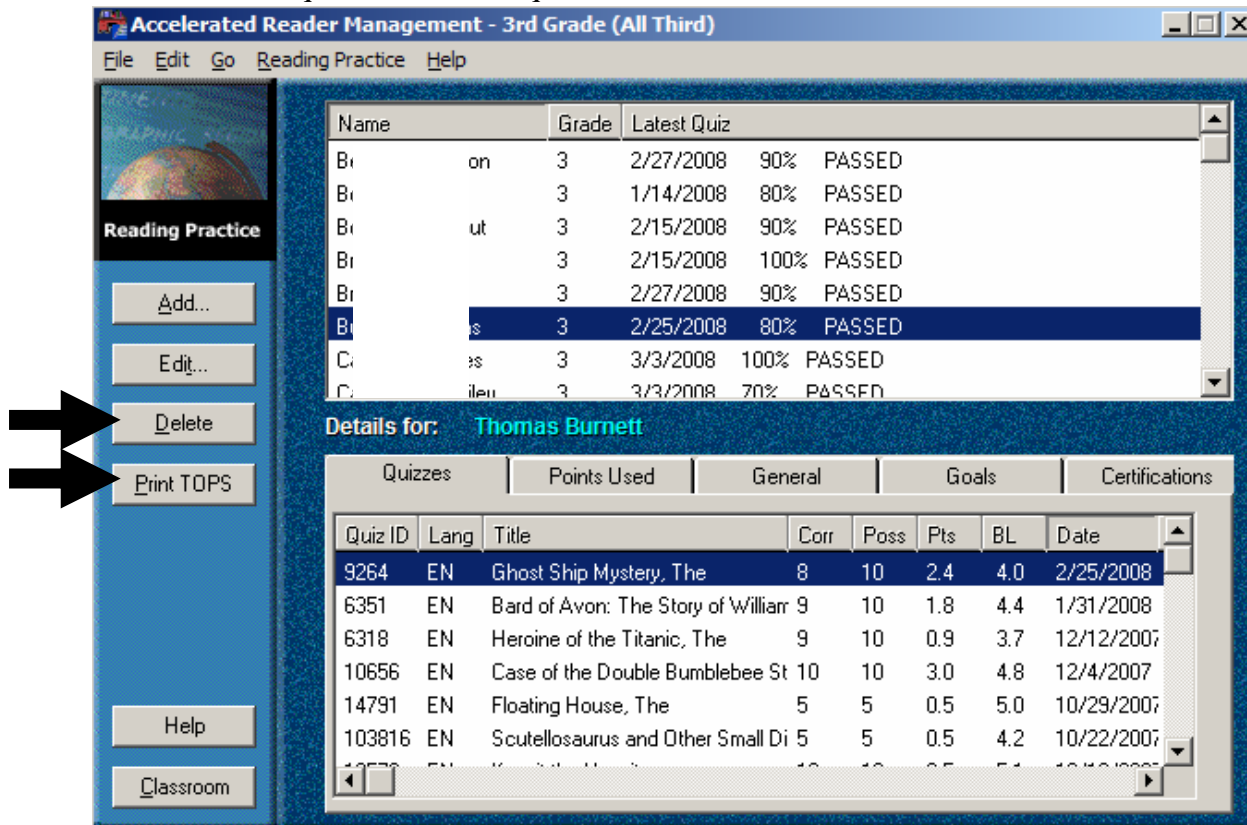 Accelerated Reader Management - 3rd Grade (All Third)
File Edit Go Reading Practice Help
Reading Practice
Add...
Edit...
Delete
Print TOPS
Help
Classroom
Name Grade Latest Quiz
on 3 2/27/2008 90% PASSED
3 1/14/2008 80% PASSED
ut 3 2/15/2008 90% PASSED
Br 3 2/15/2008 100% PASSED
Br 3 2/27/2008 90% PASSED
3 2/25/2008 80% PASSED
3 3/3/2008 100% PASSED
3 3/3/2008 70% PASSED
Details for: Thomas Burnett
Quizzes Points Used General Goals Certifications
Quiz ID Lang Title Corr Poss Pts BL Date
9264 EN Ghost Ship Mystery, The 8 10 2.4 4.0 2/25/2008
6351 EN Bard of Avon: The Story of William 9 10 1.8 4.4 1/31/2008
6318 EN Heroine of the Titanic, The 9 10 0.9 3.7 12/12/2007
10656 EN Case of the Double Bumblebee St 10 10 3.0 4.8 12/4/2007
14791 EN Floating House, The 5 5 0.5 5.0 10/29/2007
103816 EN Scutellosaurus and Other Small Di 5 5 0.5 4.2 10/22/2007